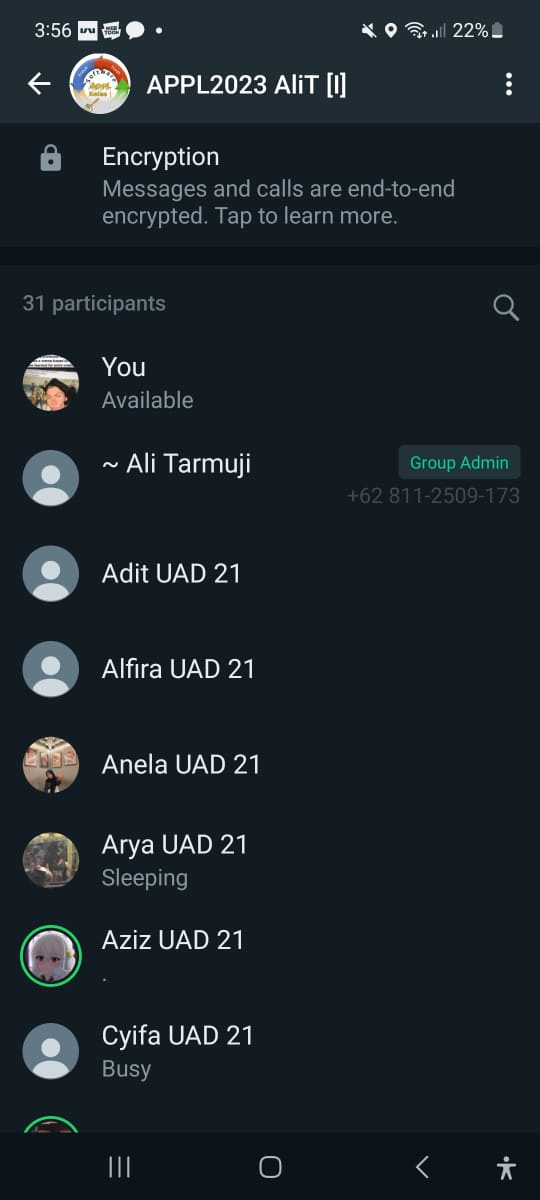 3:56
22%
APPL2023 AliT [I]
Encryption
Messages and calls are end-to-end
encrypted. Tap to learn more.
31 participants
You
Available
~ Ali Tarmuji
Group Admin
+62 811-2509-173
Adit UAD 21
Alfira UAD 21
Anela UAD 21
Arya UAD 21
Sleeping
Aziz UAD 21
.
Cyifa UAD 21
Busy